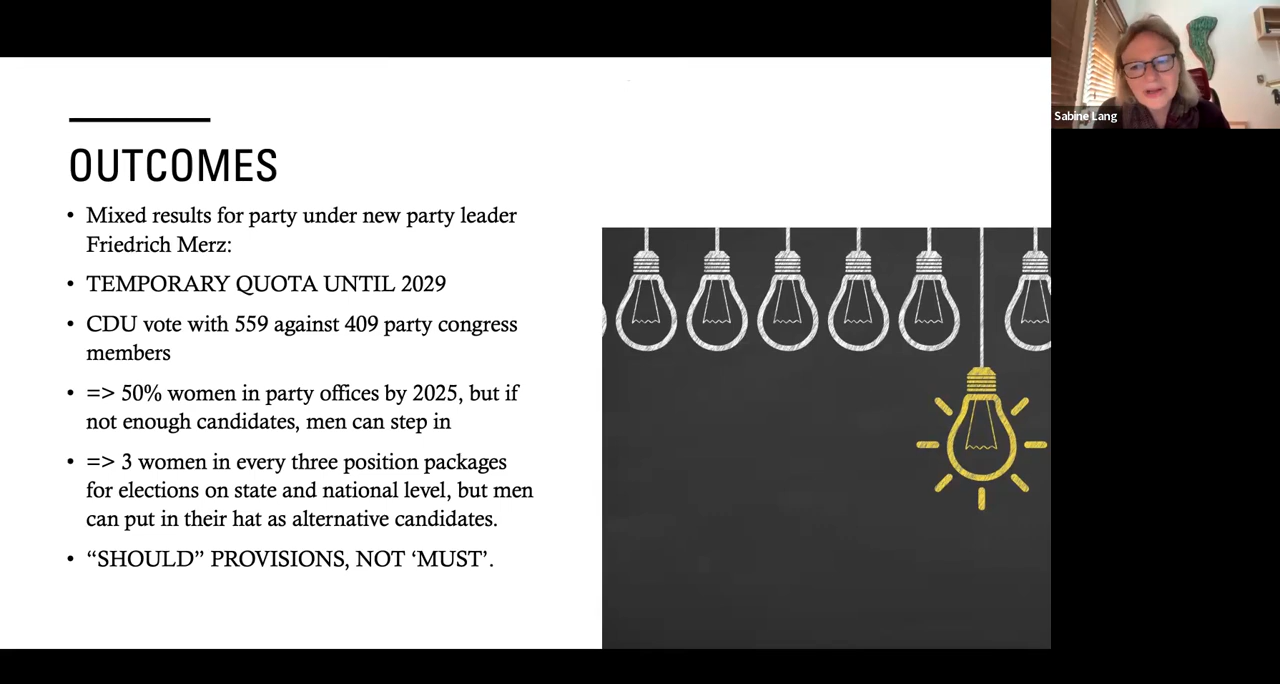 OUTCOMES
• Mixed results for party under new party leader
Friedrich Merz:
• TEMPORARY QUOTA UNTIL 2029
• CDU vote with 559 against 409 party congress
members
• => 50% women in party offices by 2025, but if
not enough candidates, men can step in
• => 3 women in every three position packages
for elections on state and national level, but men
can put in their hat as alternative candidates.
• “SHOULD” PROVISIONS, NOT ‘MUST’.
Sabine Lang